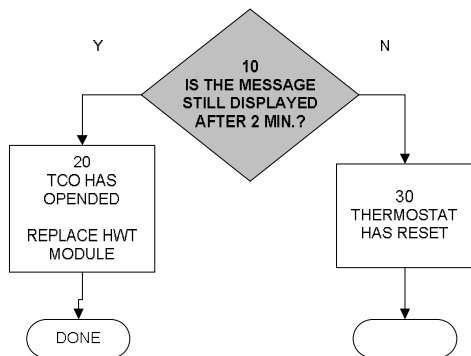 Y
N
10
IS THE MESSAGE
STILL DISPLAYED
AFTER 2 MIN.?
20
TCO HAS
OPENDED
REPLACE HWT
MODULE
30
THERMOSTAT
HAS RESET
DONE